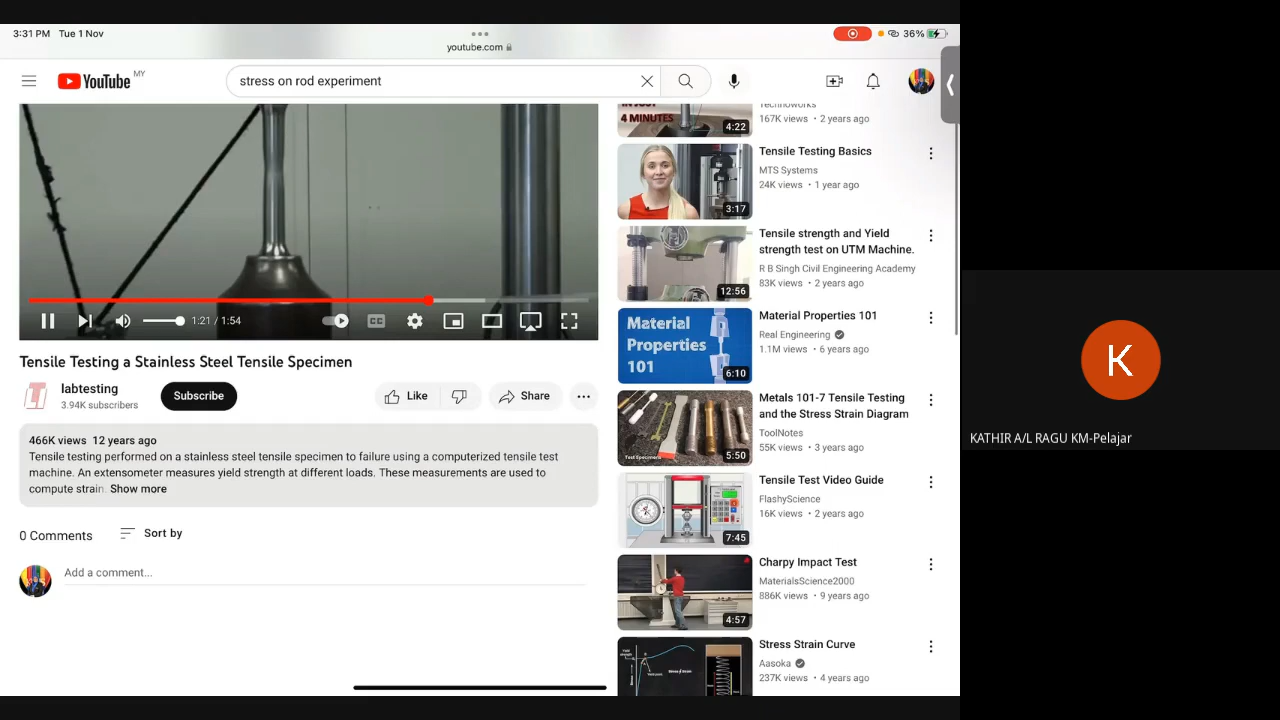 3:31 PM Tue 1 Nov
youtube.com
36%
YouTube MY
stress on rod experiment
IN JUST
4 MINUTES
4:22
Technoworks
167K views • 2 years ago
3:17
Tensile Testing Basics
MTS Systems
24K views • 1 year ago
12:56
Tensile strength and Yield
strength test on UTM Machine.
R B Singh Civil Engineering Academy
83K views • 2 years ago
Material
Properties
101
6:10
Material Properties 101
Real Engineering
1.1M views • 6 years ago
Test Specimens
5:50
Metals 101-7 Tensile Testing
and the Stress Strain Diagram
ToolNotes
55K views • 3 years ago
7:45
Tensile Test Video Guide
FlashyScience
16K views • 2 years ago
4:57
Charpy Impact Test
MaterialsScience2000
886K views • 9 years ago
Stress Strain Curve
Aasoka
237K views • 4 years ago
1:21 / 1:54
CC
Tensile Testing a Stainless Steel Tensile Specimen
LT
labtesting
3.94K subscribers
Subscribe
Like
Share
466K views 12 years ago
Tensile testing performed on a stainless steel tensile specimen to failure using a computerized tensile test
machine. An extensometer measures yield strength at different loads. These measurements are used to
compute strain. Show more
0 Comments
Sort by
Add a comment...
K
KATHIR A/L RAGU KM-Pelajar